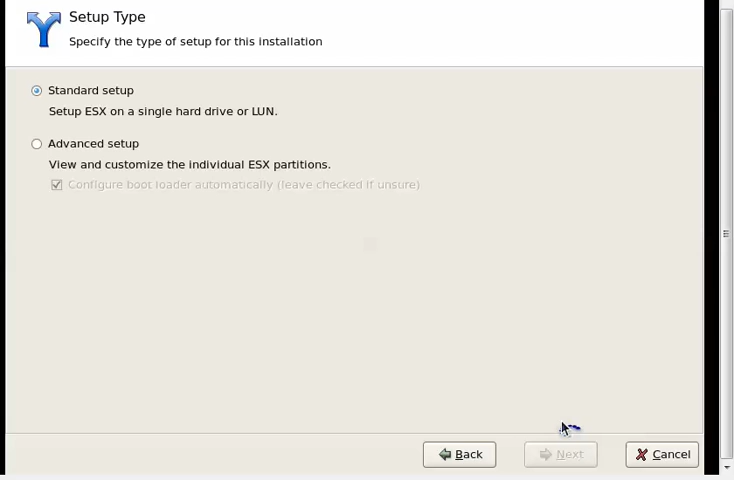 Setup Type
Specify the type of setup for this installation
Standard setup
Setup ESX on a single hard drive or LUN.
Advanced setup
View and customize the individual ESX partitions.
Configure boot loader automatically (leave checked if unsure)
Back Next Cancel